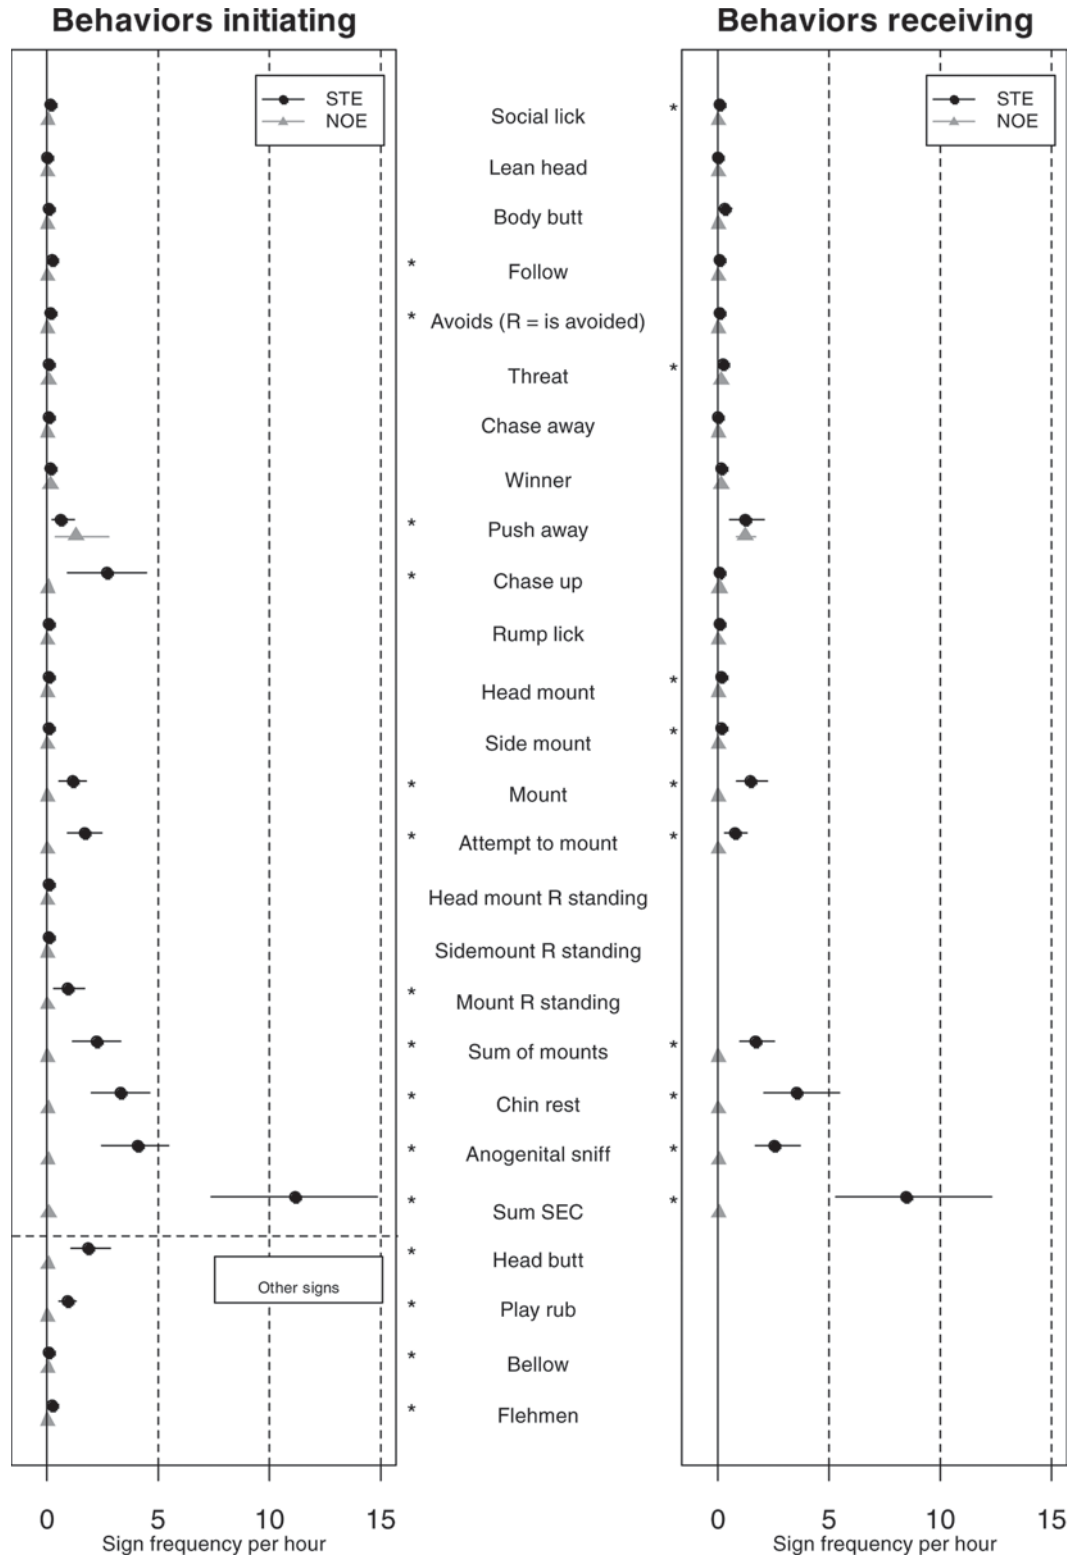 Behaviors initiating
Behaviors receiving
STE
NOE
STE
NOE
* Social lick
Lean head
Body butt
* Follow
* Avoids (R = is avoided)
* Threat
Chase away
Winner
* Push away
* Chase up
Rump lick
* Head mount
* Side mount
* * Mount
* * Attempt to mount
Head mount R standing
Sidemount R standing
* Mount R standing
* * Sum of mounts
* * Chin rest
* * Anogenital sniff
* * Sum SEC
* Head butt
Other signs
* Play rub
* Bellow
* Flehmen
0 5 10 15
0 5 10 15
Sign frequency per hour
Sign frequency per hour